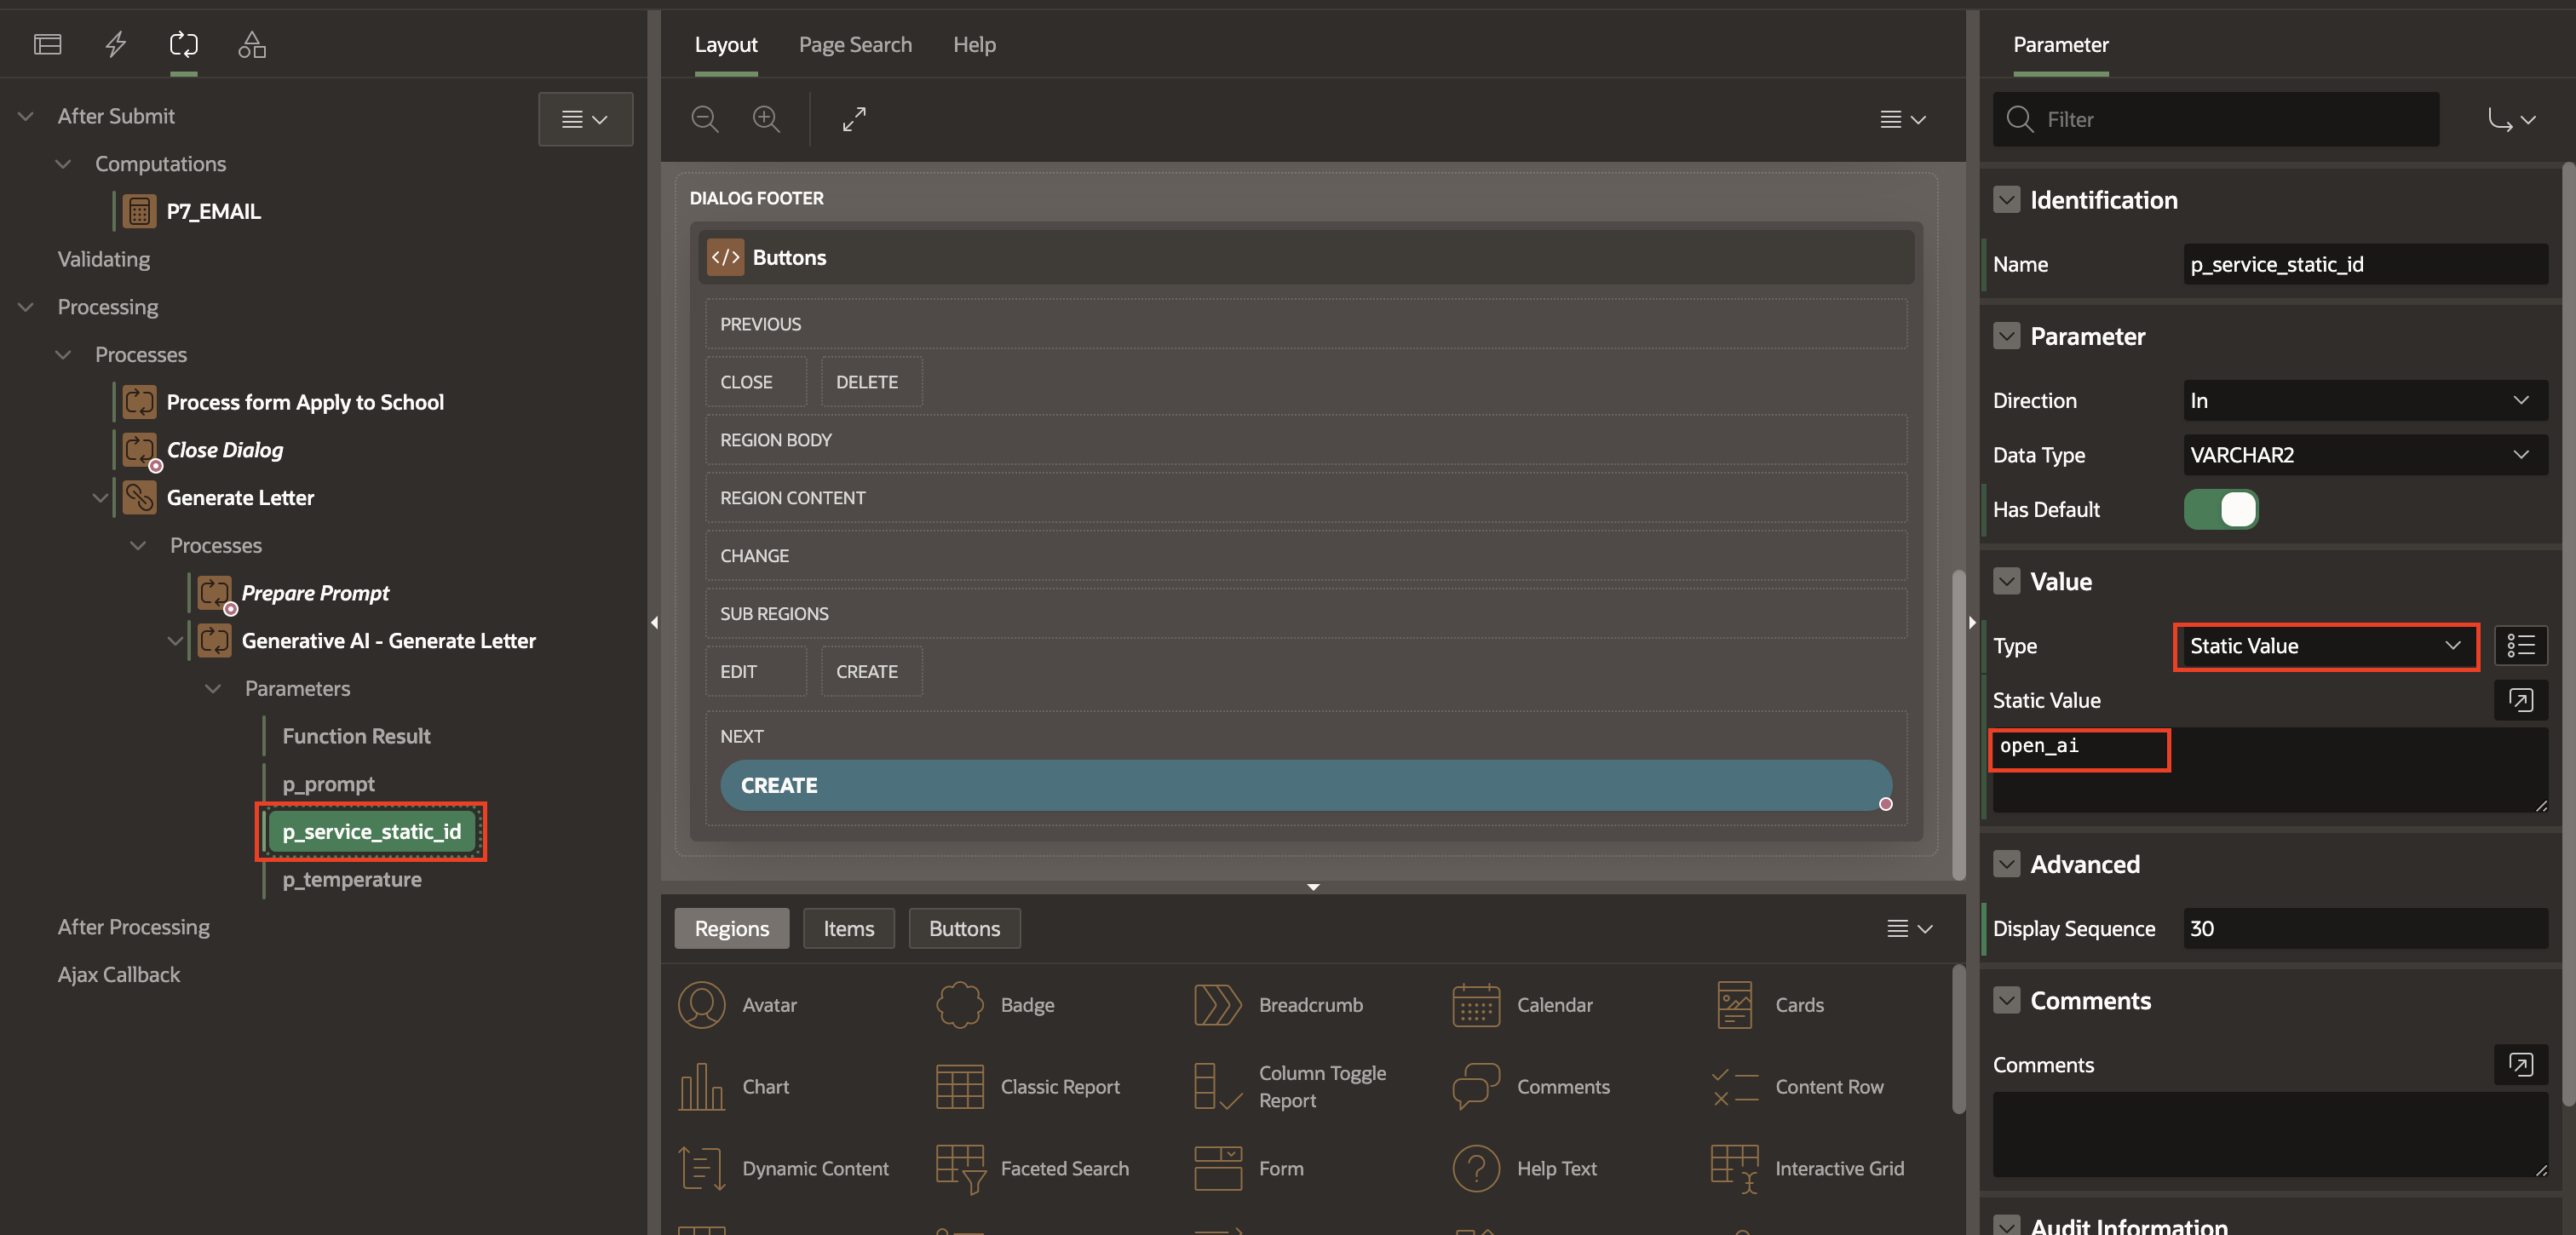 After Submit
Computations
P7_EMAIL
Validating
Processing
Processes
Process form Apply to School
Close Dialog
Generate Letter
Processes
Prepare Prompt
Generative AI - Generate Letter
Parameters
Function Result
p_prompt
p_service_static_id
p_temperature
After Processing
Ajax Callback
Layout Page Search Help
DIALOG FOOTER
</> Buttons
PREVIOUS
CLOSE DELETE
REGION BODY
REGION CONTENT
CHANGE
SUB REGIONS
EDIT CREATE
NEXT
CREATE
Regions Items Buttons
Avatar Badge Breadcrumb Calendar Cards
Chart Classic Report Column Toggle Report Comments Content Row
Dynamic Content Faceted Search Form Help Text Interactive Grid
Parameter
Filter
Identification
Name p_service_static_id
Parameter
Direction In
Data Type VARCHAR2
Has Default
Value
Type Static Value
Static Value
open_ai
Advanced
Display Sequence 30
Comments
Comments
Audit Information